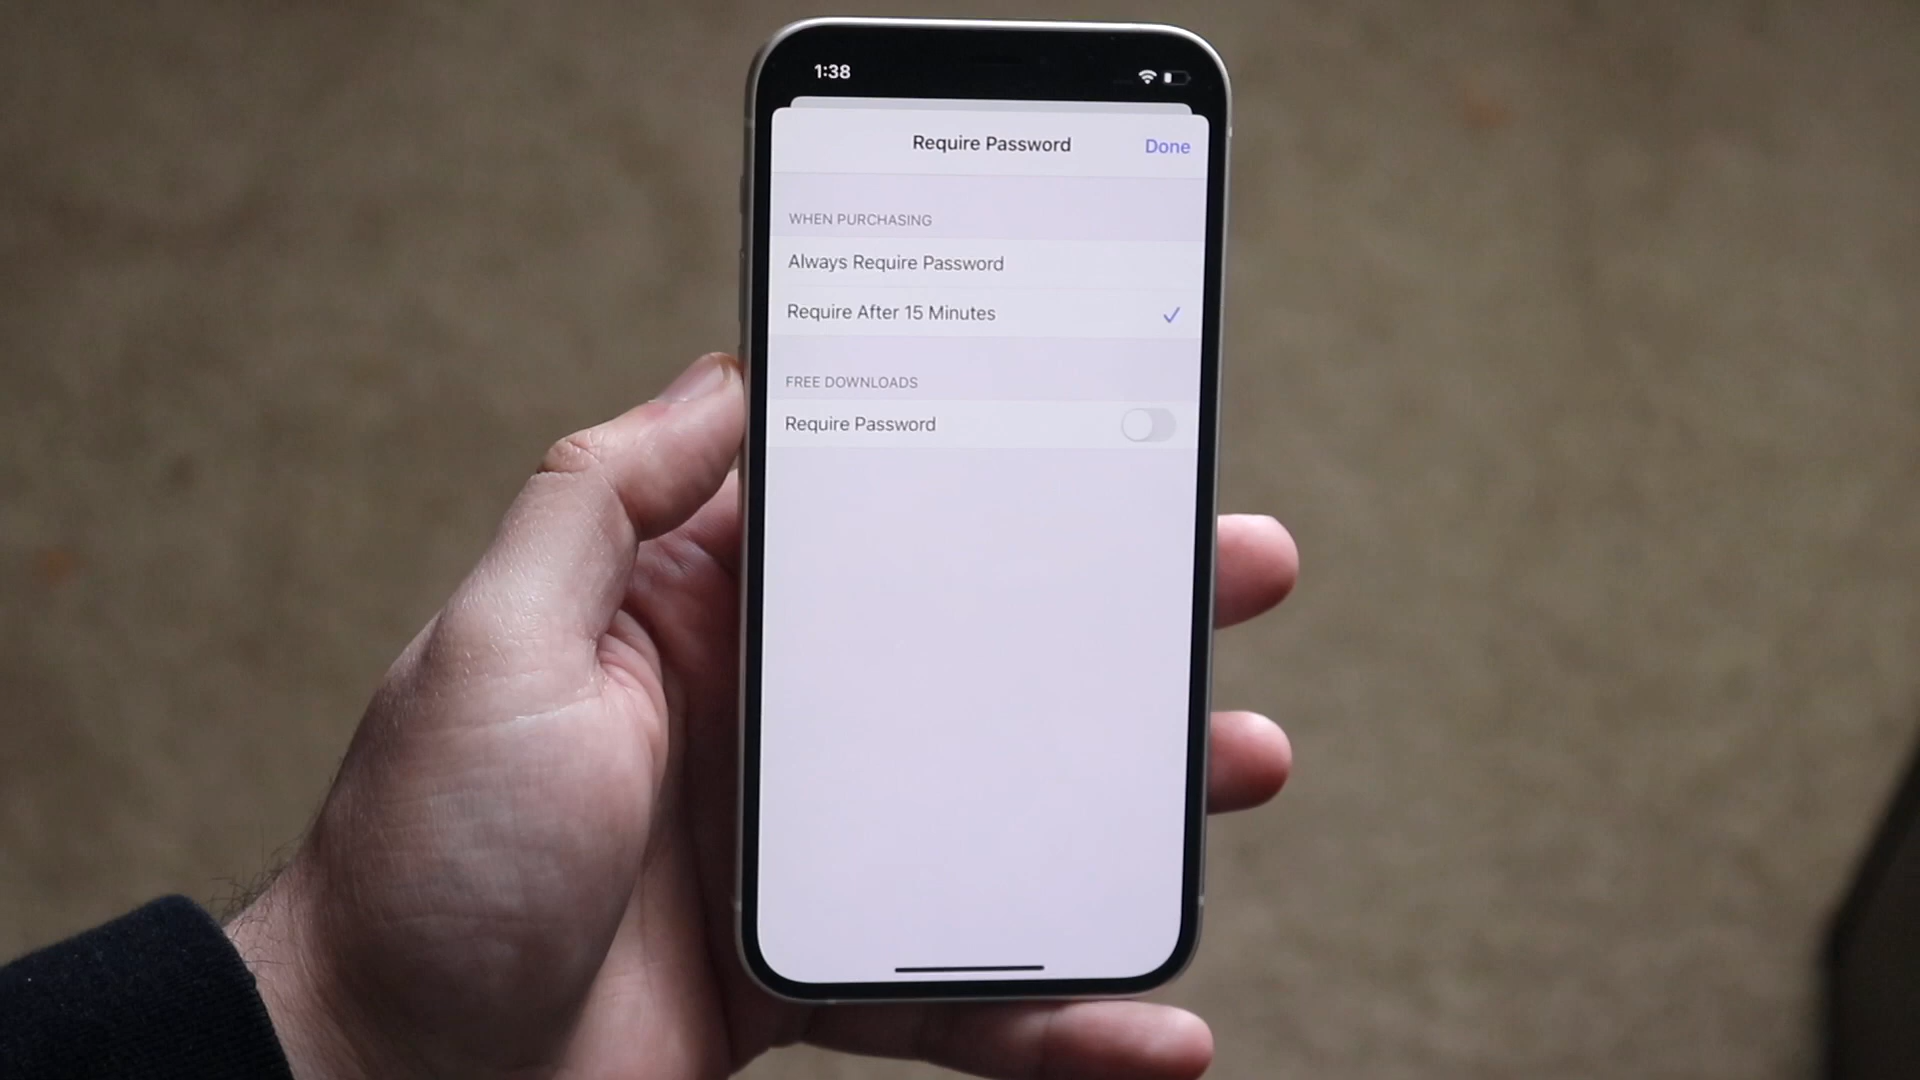 1:38
Require Password
Done
WHEN PURCHASING
Always Require Password
Require After 15 Minutes
FREE DOWNLOADS
Require Password